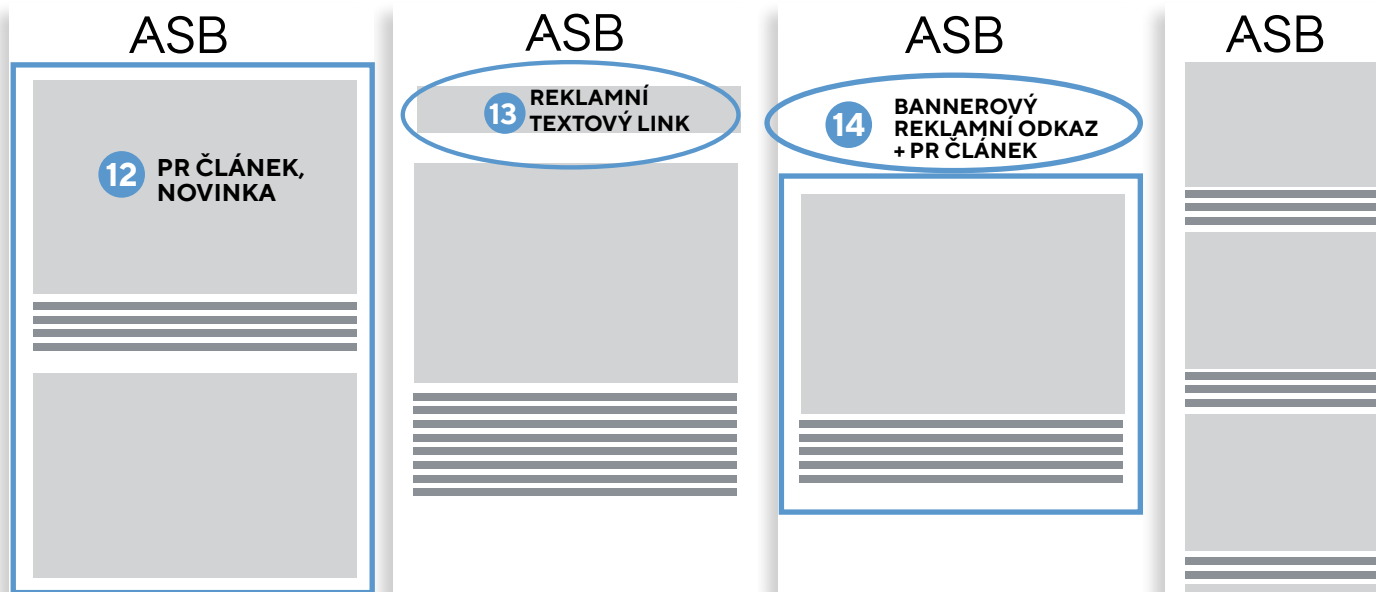 ASB
12 PR ČLÁNEK,
NOVINKA
ASB
13 REKLAMNÍ
TEXTOVÝ LINK
ASB
14 BANNEROVÝ
REKLAMNÍ ODKAZ
+ PR ČLÁNEK
ASB